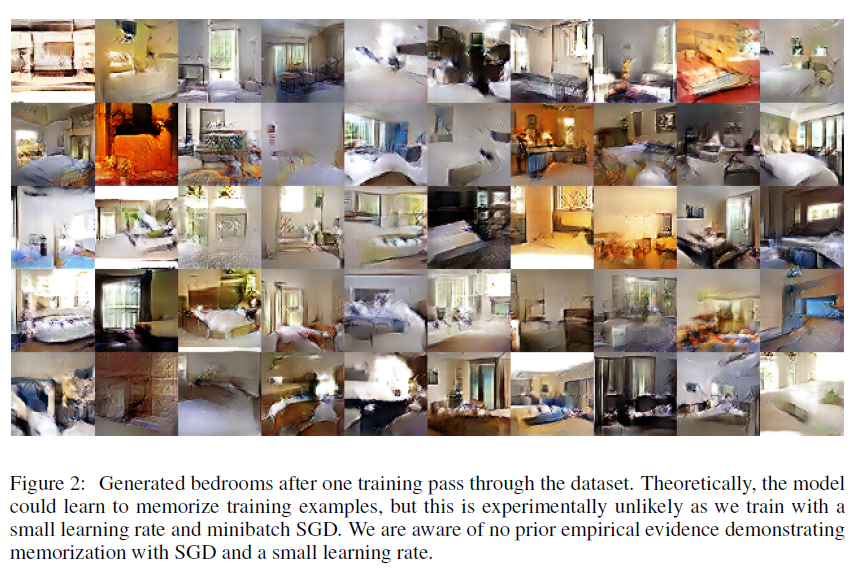 Figure 2: Generated bedrooms after one training pass through the dataset. Theoretically, the model
could learn to memorize training examples, but this is experimentally unlikely as we train with a
small learning rate and minibatch SGD. We are aware of no prior empirical evidence demonstrating
memorization with SGD and a small learning rate.